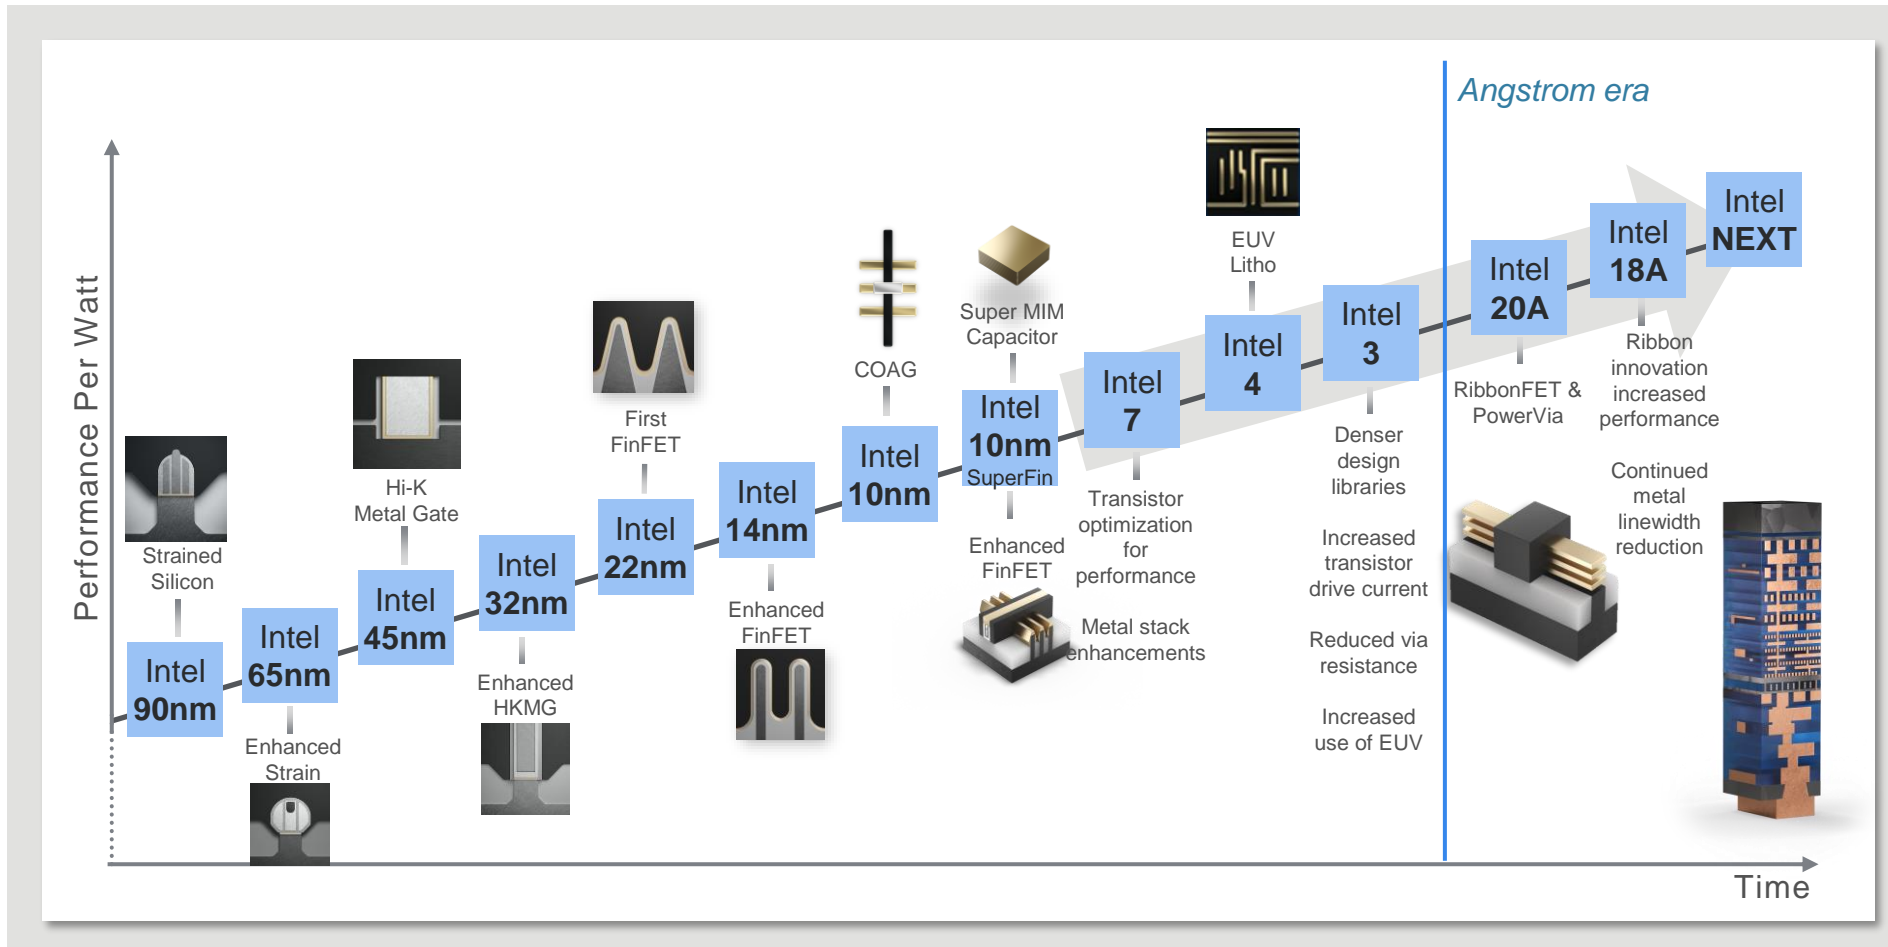 Angstrom era
Performance Per Watt
Time
Intel
90nm
Strained
Silicon
Intel
65nm
Enhanced
Strain
Intel
45nm
Hi-K
Metal Gate
Intel
32nm
Enhanced
HKMG
Intel
22nm
First
FinFET
Intel
14nm
Enhanced
FinFET
Intel
10nm
COAG
Intel
10nm
SuperFin
Super MIM
Capacitor
Enhanced
FinFET
Intel
7
Transistor
optimization
for
performance
Metal stack
enhancements
Intel
4
EUV
Litho
Intel
3
Denser
design
libraries
Increased
transistor
drive current
Reduced via
resistance
Increased
use of EUV
Intel
20A
RibbonFET &
PowerVia
Intel
18A
Ribbon
innovation
increased
performance
Continued
metal
linewidth
reduction
Intel
NEXT